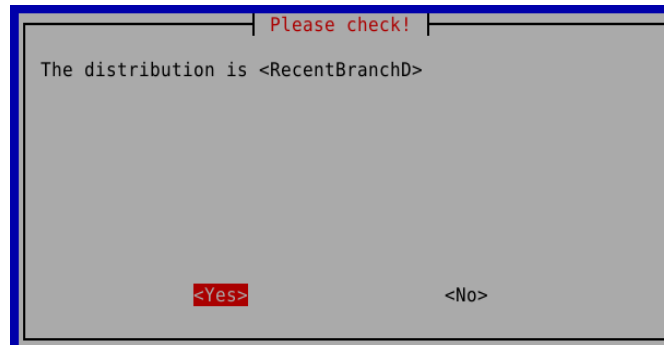 Please check!
The distribution is <RecentBranchD>
<Yes> <No>